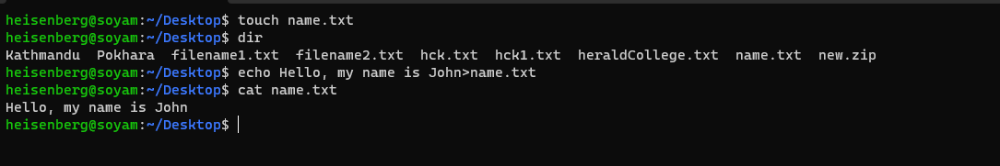 heisenberg@soyam:~/Desktop$ touch name.txt
heisenberg@soyam:~/Desktop$ dir
Kathmandu  Pokhara  filename1.txt  filename2.txt  hck.txt  hck1.txt  heraldCollege.txt  name.txt  new.zip
heisenberg@soyam:~/Desktop$ echo Hello, my name is John>name.txt
heisenberg@soyam:~/Desktop$ cat name.txt
Hello, my name is John
heisenberg@soyam:~/Desktop$